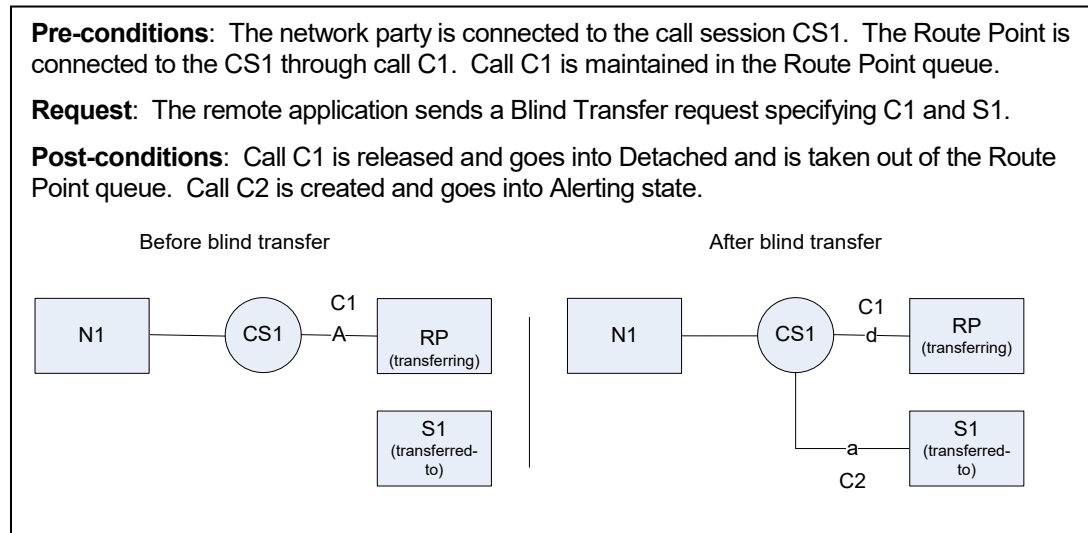 Pre-conditions:  The network party is connected to the call session CS1.  The Route Point is
connected to the CS1 through call C1.  Call C1 is maintained in the Route Point queue.
Request:  The remote application sends a Blind Transfer request specifying C1 and S1.
Post-conditions:  Call C1 is released and goes into Detached and is taken out of the Route
Point queue.  Call C2 is created and goes into Alerting state.
Before blind transfer
N1
CS1
C1
A
RP
(transferring)
S1
(transferred-
to)
After blind transfer
N1
CS1
C1
d
RP
(transferring)
a
C2
S1
(transferred-
to)